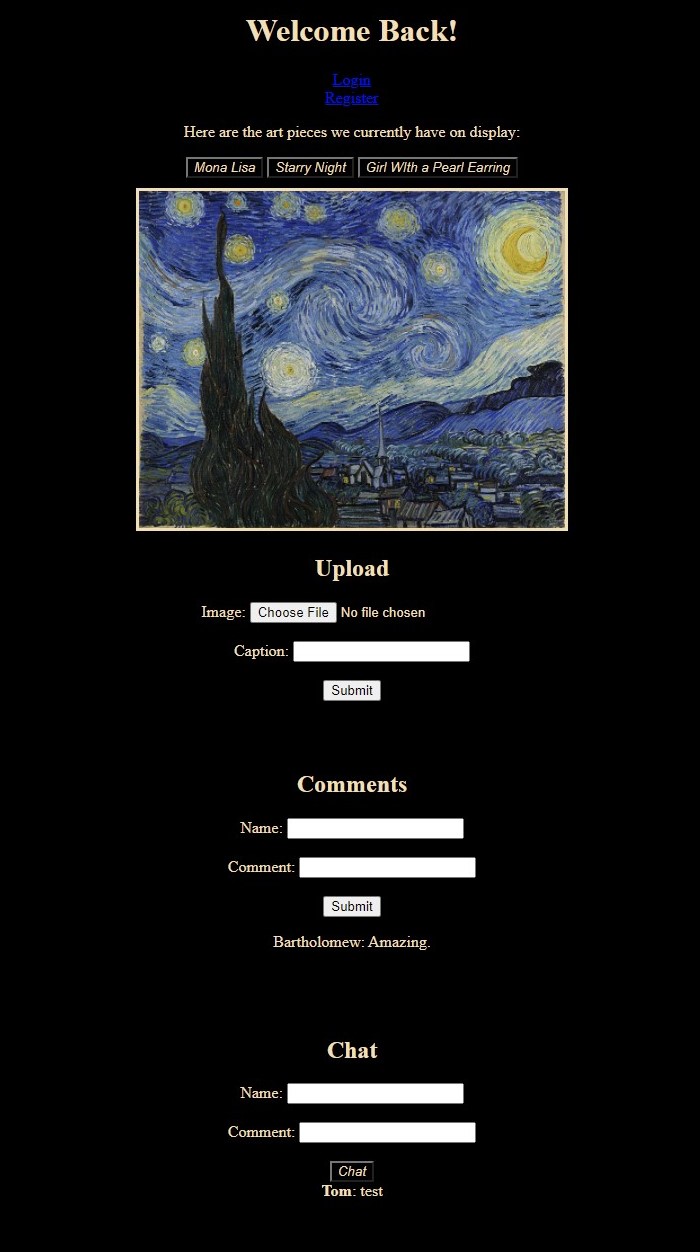 Welcome Back!
Login
Register
Here are the art pieces we currently have on display:
Mona Lisa Starry Night Girl WIth a Pearl Earring
Upload
Image: Choose File No file chosen
Caption:
Submit
Comments
Name:
Comment:
Submit
Bartholomew: Amazing.
Chat
Name:
Comment:
Chat
Tom: test